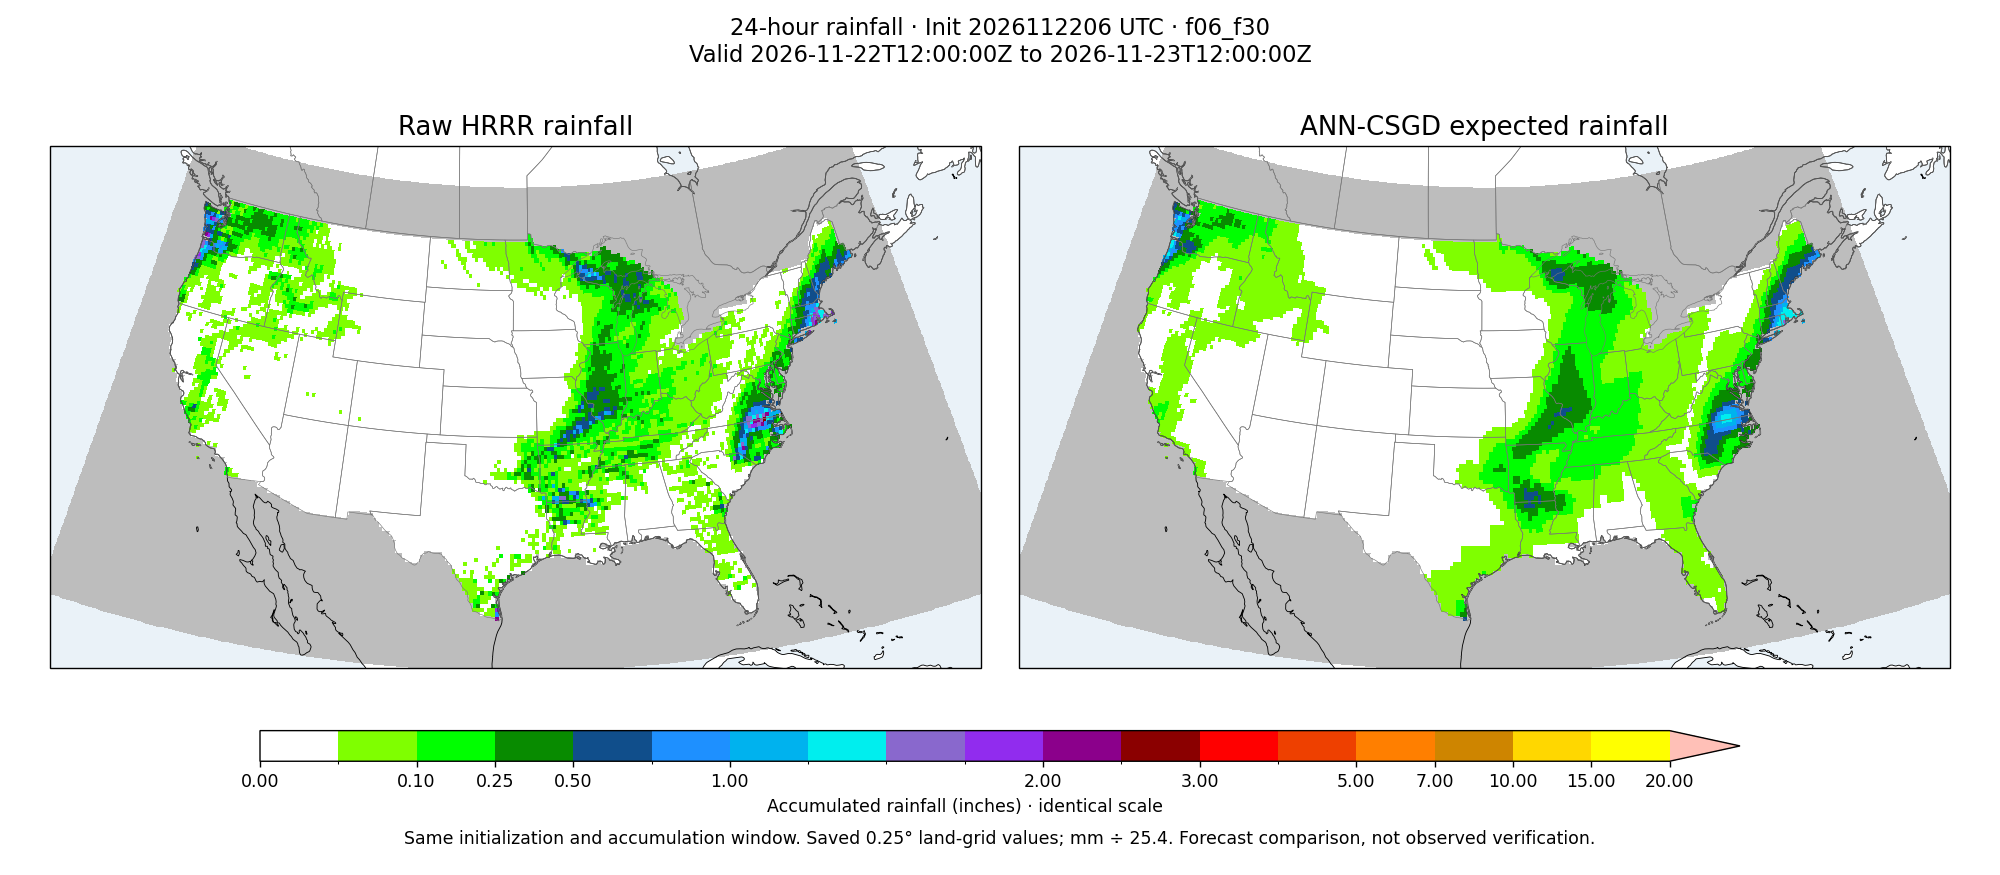 24-hour rainfall · Init 2026112206 UTC · f06_f30
Valid 2026-11-22T12:00:00Z to 2026-11-23T12:00:00Z
Raw HRRR rainfall
ANN-CSGD expected rainfall
0.00 0.10 0.25 0.50 1.00 2.00 3.00 5.00 7.00 10.00 15.00 20.00
Accumulated rainfall (inches) · identical scale
Same initialization and accumulation window. Saved 0.25° land-grid values; mm ÷ 25.4. Forecast comparison, not observed verification.